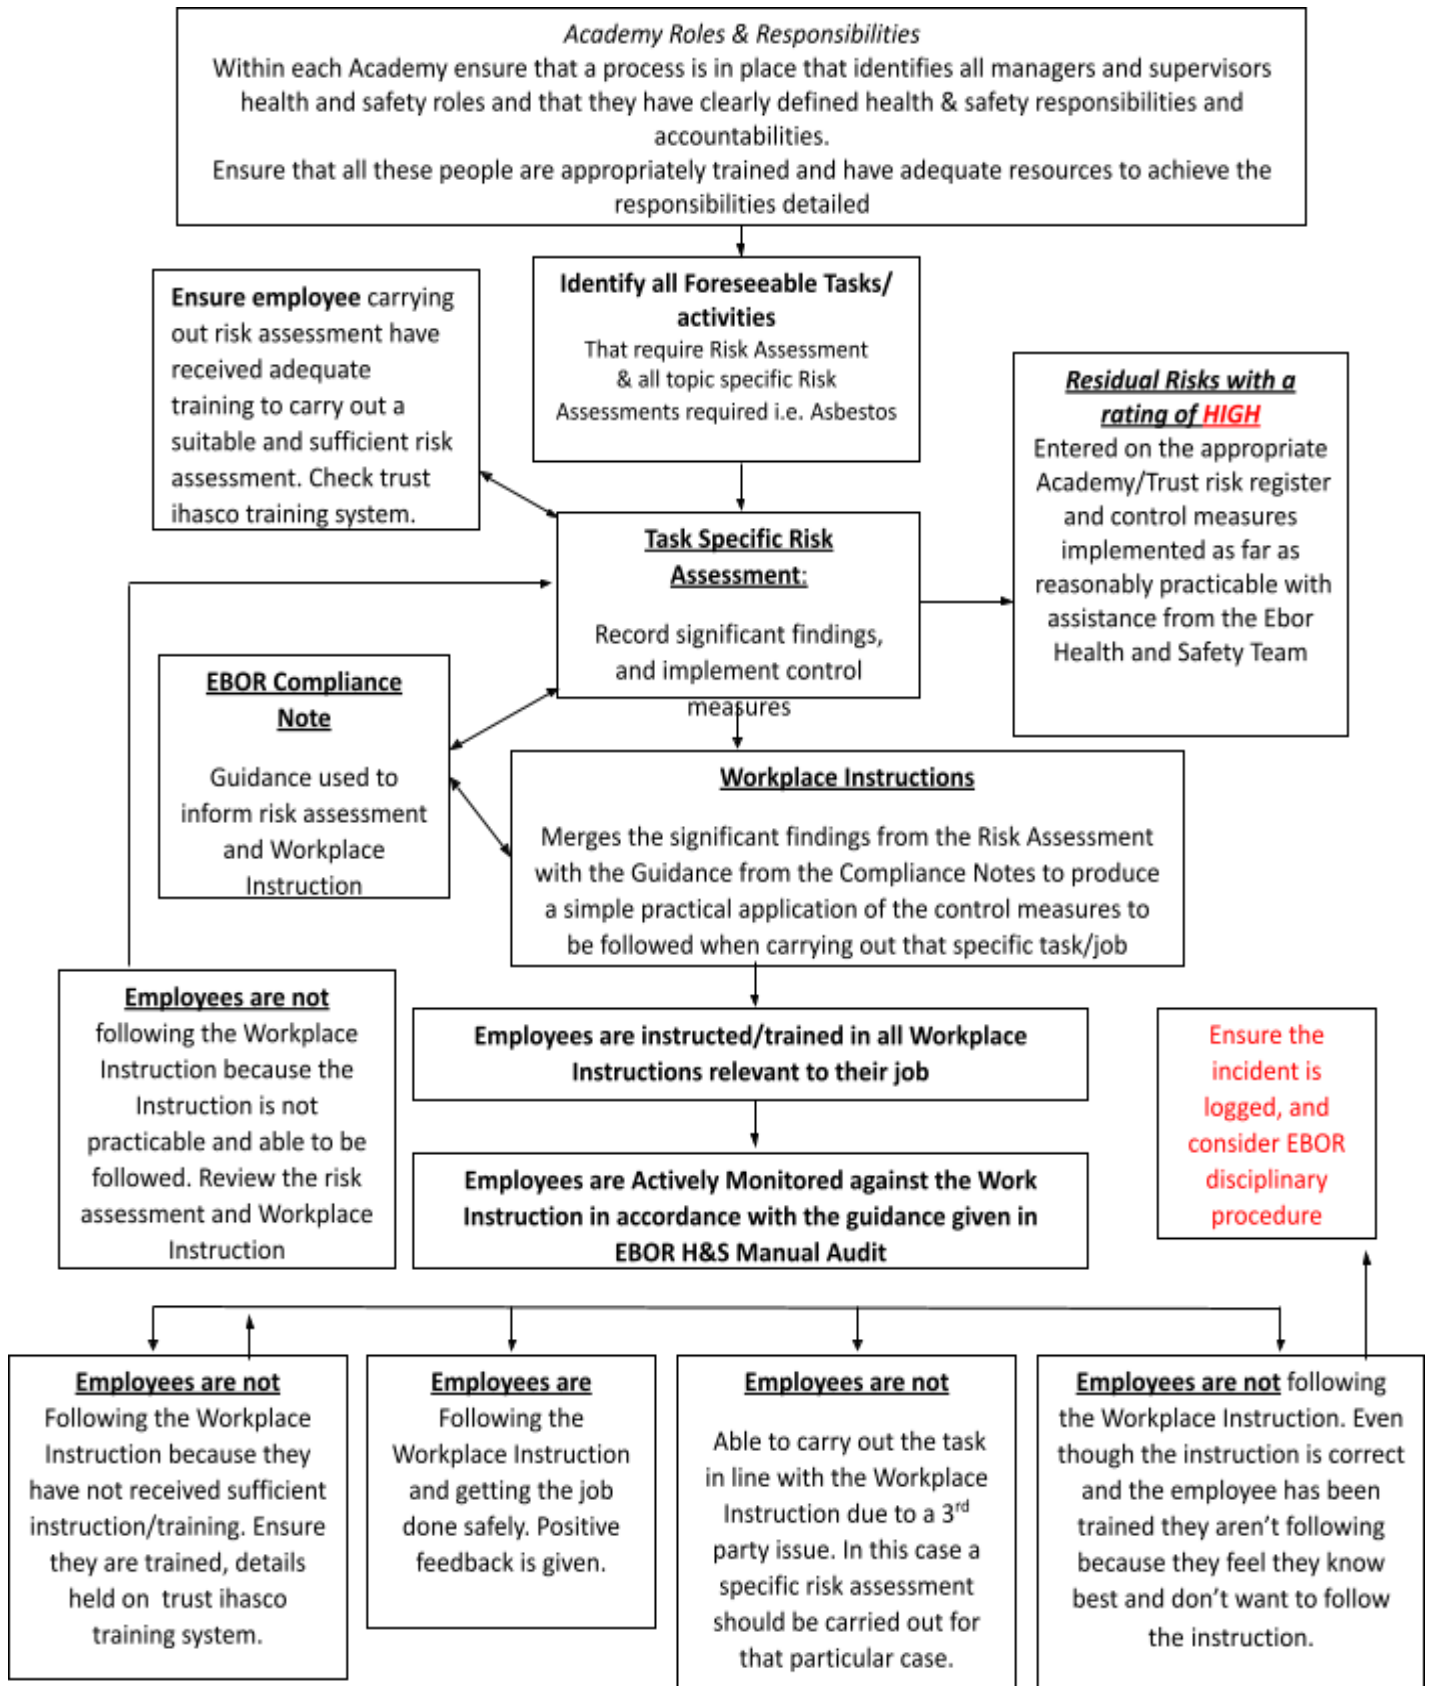 Academy Roles & Responsibilities
Within each Academy ensure that a process is in place that identifies all managers and supervisors
health and safety roles and that they have clearly defined health & safety responsibilities and
accountabilities.
Ensure that all these people are appropriately trained and have adequate resources to achieve the
responsibilities detailed
Identify all Foreseeable Tasks/
activities
That require Risk Assessment
& all topic specific Risk
Assessments required i.e. Asbestos
Ensure employee carrying
out risk assessment have
received adequate
training to carry out a
suitable and sufficient risk
assessment. Check trust
ihasco training system.
Residual Risks with a
rating of HIGH
Entered on the appropriate
Academy/Trust risk register
and control measures
implemented as far as
reasonably practicable with
assistance from the Ebor
Health and Safety Team
Task Specific Risk
Assessment:
Record significant findings,
and implement control
measures
EBOR Compliance
Note
Guidance used to
inform risk assessment
and Workplace
Instruction
Workplace Instructions
Merges the significant findings from the Risk Assessment
with the Guidance from the Compliance Notes to produce
a simple practical application of the control measures to
be followed when carrying out that specific task/job
Employees are not
following the Workplace
Instruction because the
Instruction is not
practicable and able to be
followed. Review the risk
assessment and Workplace
Instruction
Employees are instructed/trained in all Workplace
Instructions relevant to their job
Ensure the
incident is
logged, and
consider EBOR
disciplinary
procedure
Employees are Actively Monitored against the Work
Instruction in accordance with the guidance given in
EBOR H&S Manual Audit
Employees are not
Following the Workplace
Instruction because they
have not received sufficient
instruction/training. Ensure
they are trained, details
held on trust ihasco
training system.
Employees are
Following the
Workplace Instruction
and getting the job
done safely. Positive
feedback is given.
Employees are not
Able to carry out the task
in line with the Workplace
Instruction due to a 3rd
party issue. In this case a
specific risk assessment
should be carried out for
that particular case.
Employees are not following
the Workplace Instruction. Even
though the instruction is correct
and the employee has been
trained they aren't following
because they feel they know
best and don't want to follow
the instruction.